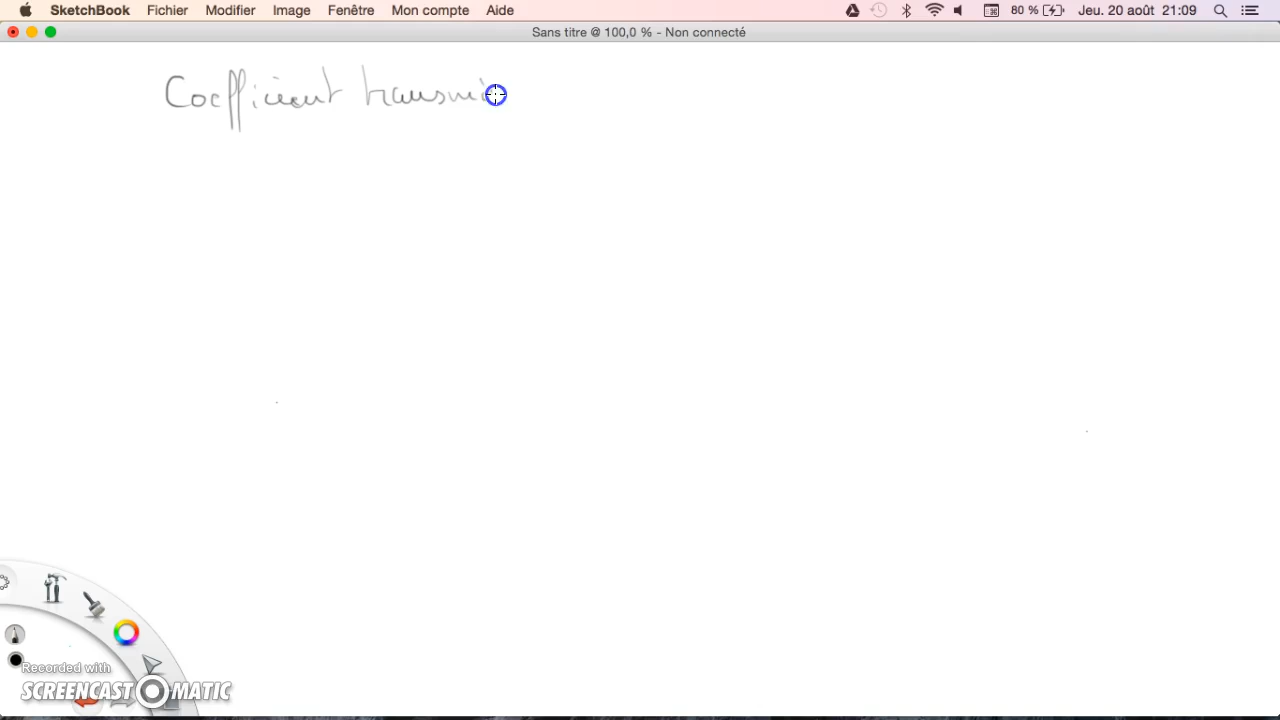 SketchBook Fichier Modifier Image Fenêtre Mon compte Aide 80 % Jeu. 20 août 21:09
Sans titre @ 100,0 % - Non connecté
Coefficient transmi
Recorded with
SCREENCAST MATIC